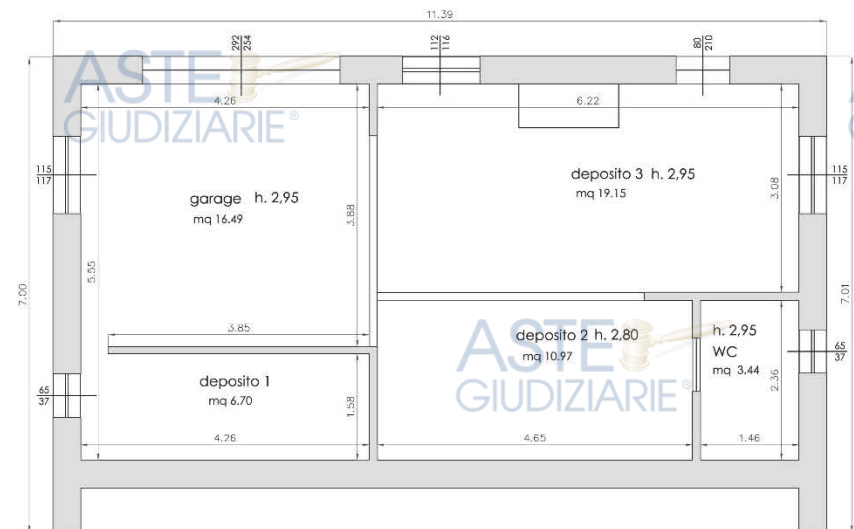 11.39
292
254
112
116
80
210
ASTE
GIUDIZIARIE®
4.26
6.22
115
117
115
117
garage h. 2,95
mq 16.49
deposito 3 h. 2,95
mq 19.15
3.88
3.08
5.55
7.00
7.01
3.85
ASTE
GIUDIZIARIE®
deposito 2 h. 2,80
mq 10.97
h. 2,95
WC
mq 3.44
65
37
deposito 1
mq 6.70
65
37
1.58
2.36
4.26
4.65
1.46